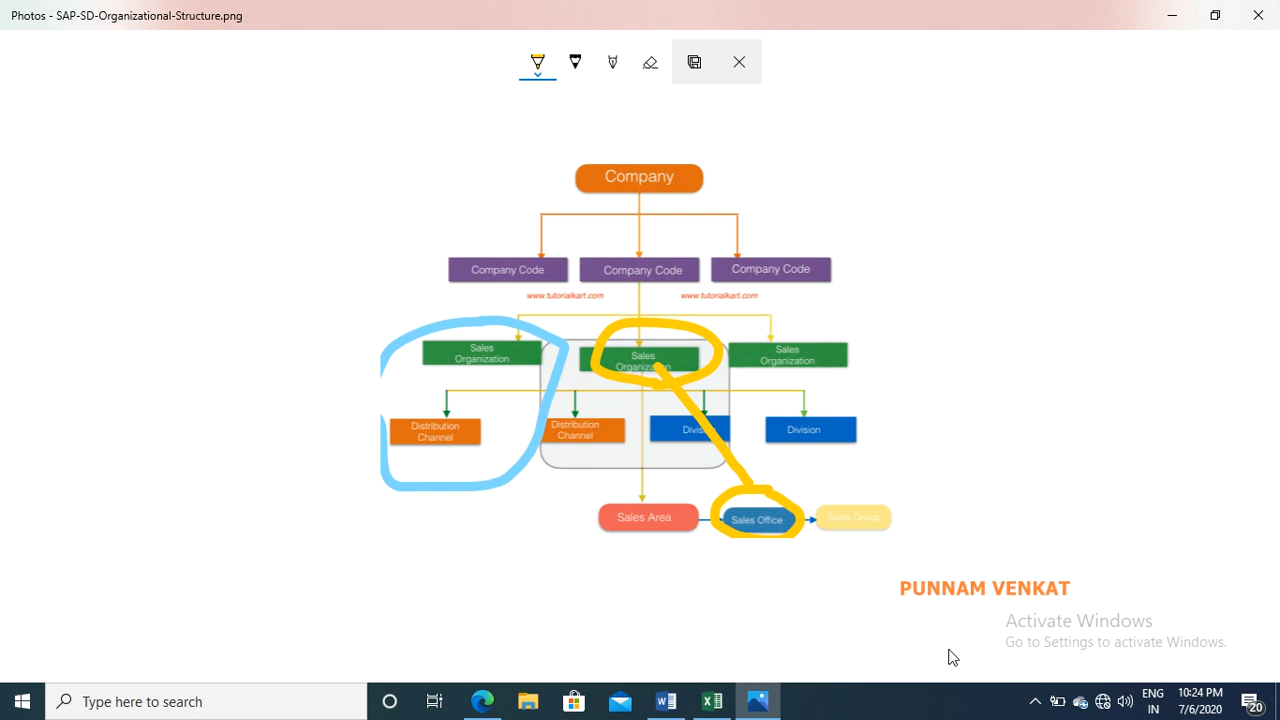 Photos - SAP-SD-Organizational-Structure.png
Company
Company Code
Company Code
Company Code
www.tutorialkart.com
www.tutorialkart.com
Sales
Organization
Sales
Organization
Sales
Organization
Distribution
Channel
Distribution
Channel
Division
Division
Sales Area
Sales Office
Sales Group
PUNNAM VENKAT
Activate Windows
Go to Settings to activate Windows.
Type here to search
ENG
IN
10:24 PM
7/6/2020
20